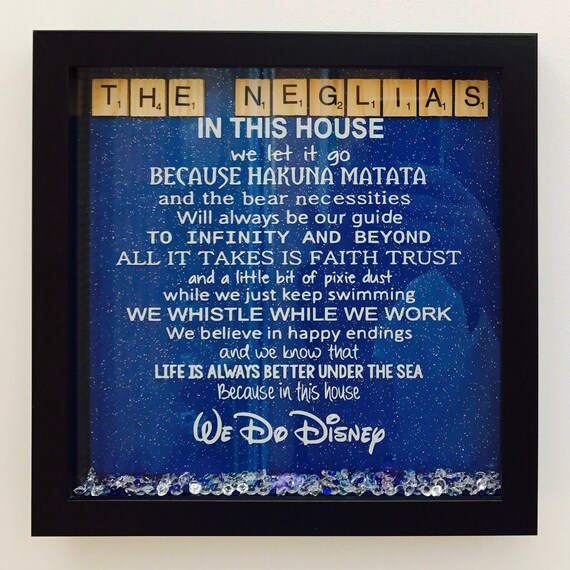 THE NEGLIAS
IN THIS HOUSE
we let it go
BECAUSE HAKUNA MATATA
and the bear necessities
Will always be our guide
TO INFINITY AND BEYOND
ALL IT TAKES IS FAITH TRUST
and a little bit of pixie dust
while we just keep swimming
WE WHISTLE WHILE WE WORK
We believe in happy endings
and we know that
LIFE IS ALWAYS BETTER UNDER THE SEA
Because in this house
We Do Disney